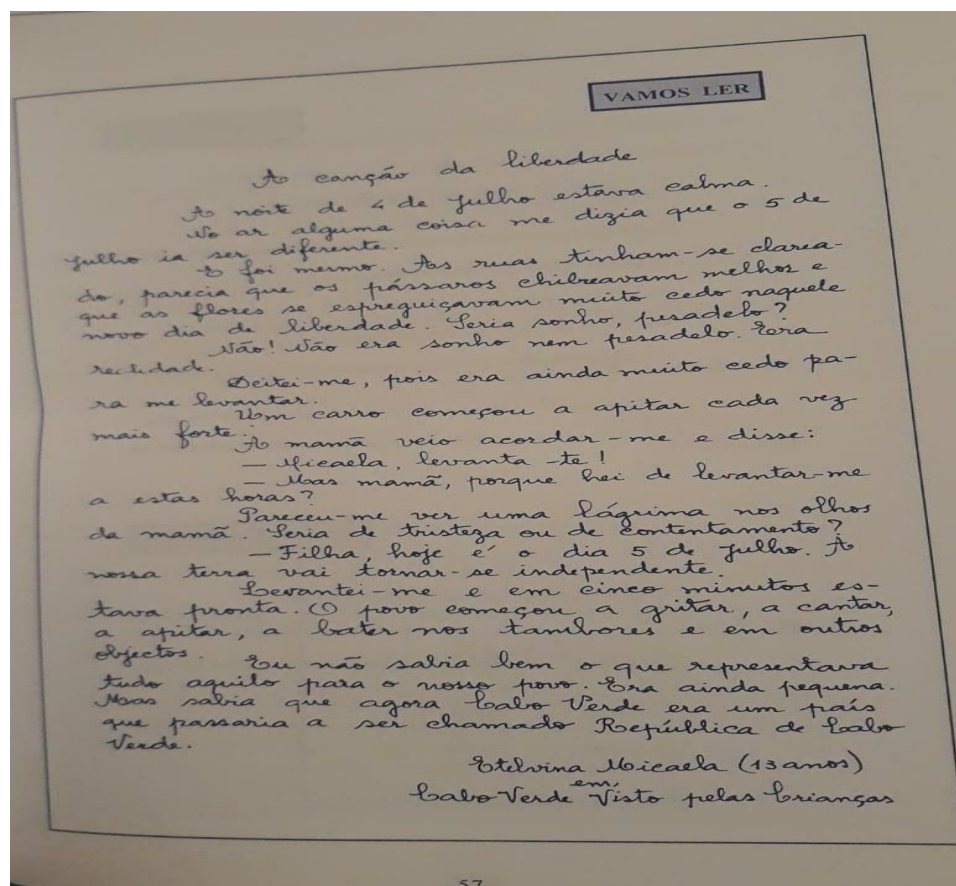 VAMOS LER
A canção da liberdade
A noite de 4 de Julho estava calma.
No ar alguma coisa me dizia que o 5 de
Julho ia ser diferente.
E foi mesmo. As ruas tinham-se clarea-
do, parecia que os pássaros chilreavam melhor e
que as flores se espreguiçavam muito cedo naquele
novo dia de liberdade. Seria sonho, pesadelo?
Não! Não era sonho nem pesadelo. Era
realidade.
Deitei-me, pois era ainda muito cedo pa-
ra me levantar.
Um carro começou a apitar cada vez
mais forte.
A mamã veio acordar-me e disse:
— Micaela, levanta-te!
— Mas mamã, porque hei de levantar-me
a estas horas?
Pareceu-me ver uma lágrima nos olhos
da mamã. Seria de tristeza ou de contentamento?
— Filha, hoje é o dia 5 de Julho. A
nossa terra vai tornar-se independente.
Levantei-me e em cinco minutos es-
tava pronta. O povo começou a gritar, a cantar,
a apitar, a bater nos tambores e em outros
objectos.
Eu não sabia bem o que representava
tudo aquilo para o nosso povo. Era ainda pequena.
Mas sabia que agora Cabo Verde era um país
que passaria a ser chamado República de Cabo
Verde.
Etelvina Micaela (13 anos)
em,
Cabo Verde Visto pelas Crianças
57